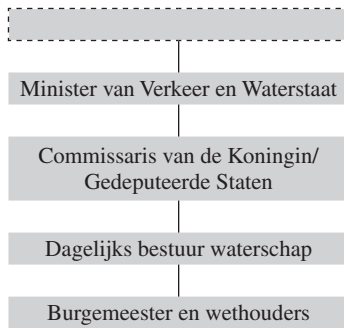 Minister van Verkeer en Waterstaat
Commissaris van de Koningin/
Gedeputeerde Staten
Dagelijks bestuur waterschap
Burgemeester en wethouders